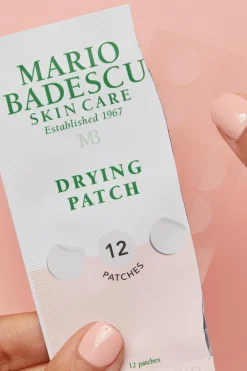 MARIO
BADESCU
SKIN CARE
Established 1967
MB
DRYING
PATCH
12
PATCHES
12 patches